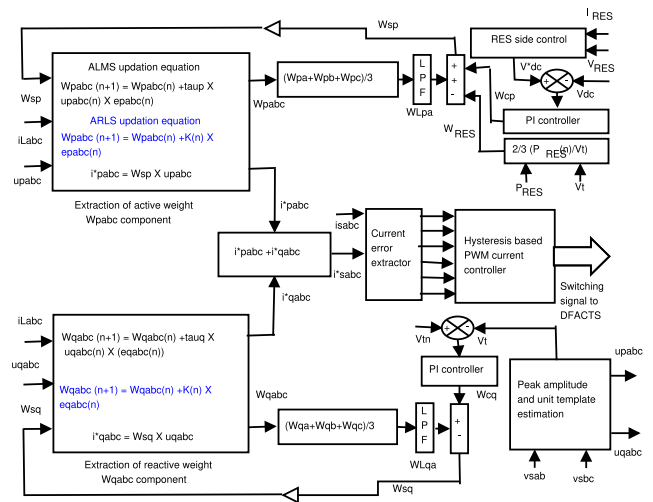 I RES
Wsp
RES side control
V RES
ALMS updation equation
Wpabc (n+1) = Wpabc(n) +taup X
upabc(n) X epabc(n)
ARLS updation equation
Wpabc (n+1) = Wpabc(n) +K(n) X
epabc(n)
i*pabc = Wsp X upabc
Wsp
iLabc
upabc
Wpabc
(Wpa+Wpb+Wpc)/3
L
P
F
WLpa
+
+
-
V*dc
+
-
Vdc
Wcp
PI controller
W RES
2/3 (P RES (n)/Vt)
P RES
Vt
Extraction of active weight
Wpabc component
i*pabc
i*pabc +i*qabc
isabc
i*sabc
i*qabc
Current
error
extractor
Hysteresis based
PWM current
controller
Switching
signal to
DFACTS
iLabc
uqabc
Wsq
Wqabc (n+1) = Wqabc(n) +tauq X
uqabc(n) X (eqabc(n))
Wqabc (n+1) = Wqabc(n) +K(n) X
eqabc(n)
i*qabc = Wsq X uqabc
Wqabc
(Wqa+Wqb+Wqc)/3
L
P
F
WLqa
+
-
Vtn
+
-
Vt
PI controller
Wcq
Peak amplitude
and unit template
estimation
upabc
uqabc
vsab
vsbc
Extraction of reactive weight
Wqabc component
Wsq